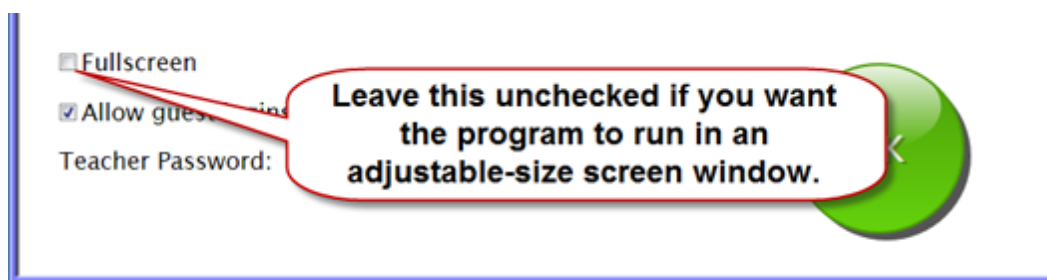 Fullscreen
Allow
Teacher Password:
Leave this unchecked if you want
the program to run in an
adjustable-size screen window.